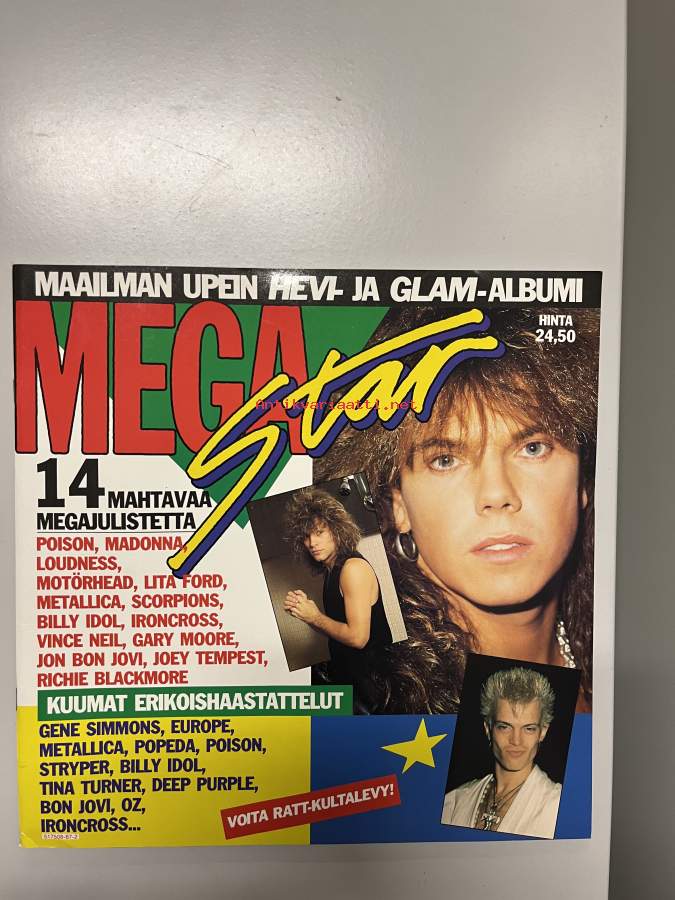 MAAILMAN UPEIN HEVI- JA GLAM-ALBUMI
MEGA
Star
HINTA
24,50
Antikvariaatti.net
14 MAHTAVAA
MEGAJULISTETTA
POISON, MADONNA,
LOUDNESS,
MOTÖRHEAD, LITA FORD,
METALLICA, SCORPIONS,
BILLY IDOL, IRONCROSS,
VINCE NEIL, GARY MOORE,
JON BON JOVI, JOEY TEMPEST,
RICHIE BLACKMORE
KUUMAT ERIKOISHAASTATTELUT
GENE SIMMONS, EUROPE,
METALLICA, POPEDA, POISON,
STRYPER, BILLY IDOL,
TINA TURNER, DEEP PURPLE,
BON JOVI, OZ,
IRONCROSS...
VOITA RATT-KULTALEVY!